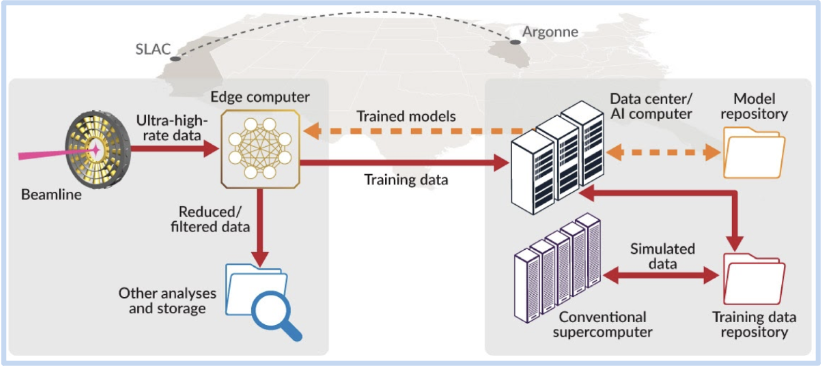 SLAC
Argonne
Edge computer
Ultra-high-
rate data
Beamline
Reduced/
filtered data
Other analyses
and storage
Trained models
Training data
Data center/
AI computer
Model
repository
Simulated
data
Conventional
supercomputer
Training data
repository